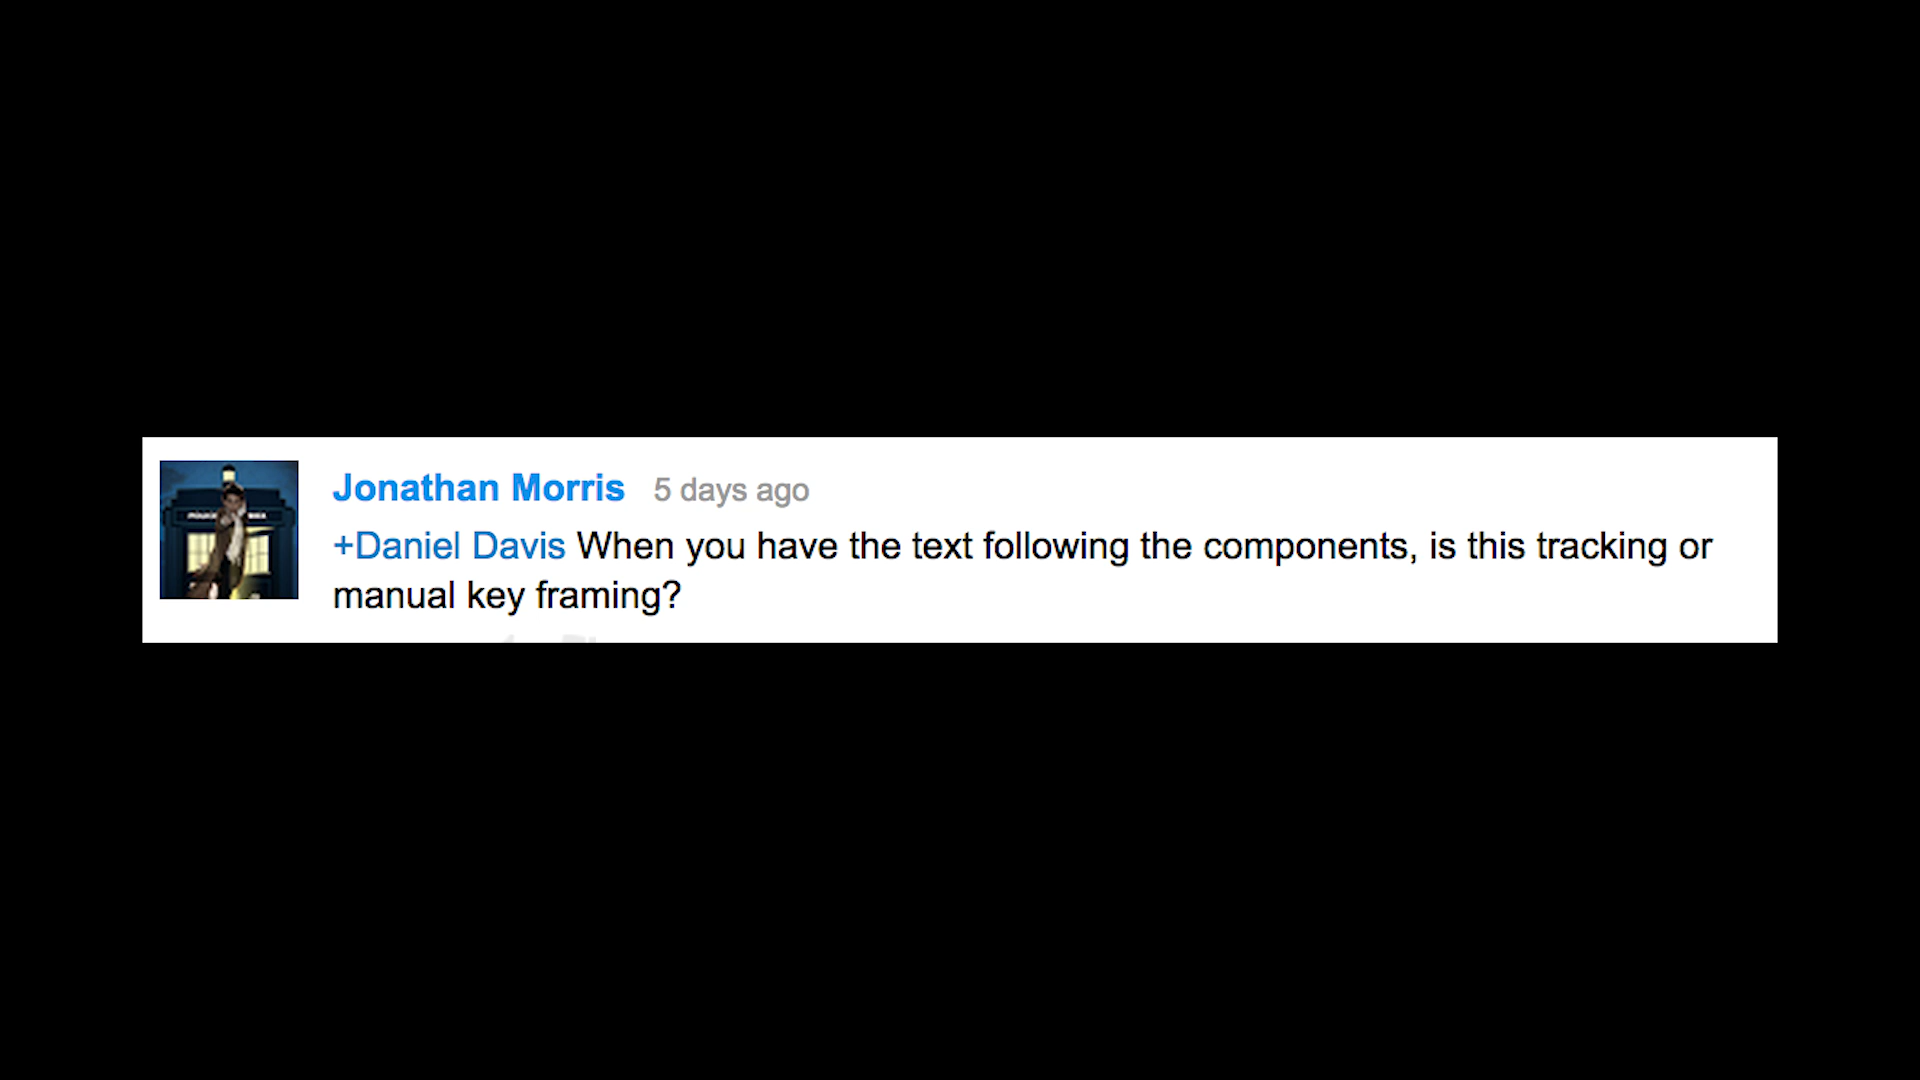 Jonathan Morris 5 days ago
+Daniel Davis When you have the text following the components, is this tracking or
manual key framing?